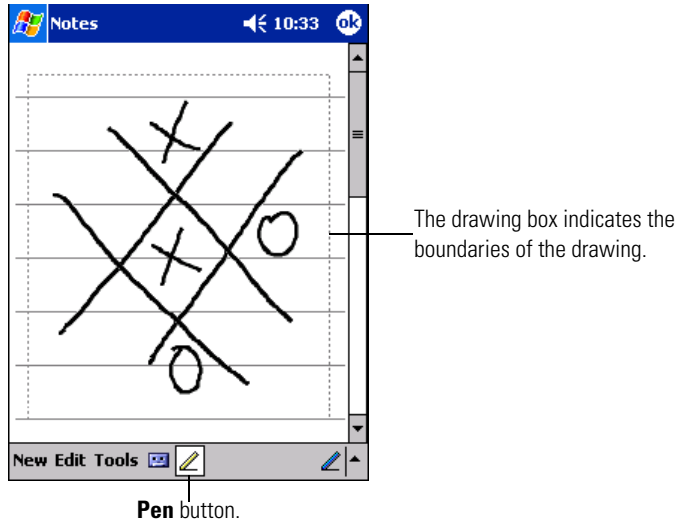 Notes 10:33 ok
X
O
X
O
The drawing box indicates the
boundaries of the drawing.
New Edit Tools
Pen button.